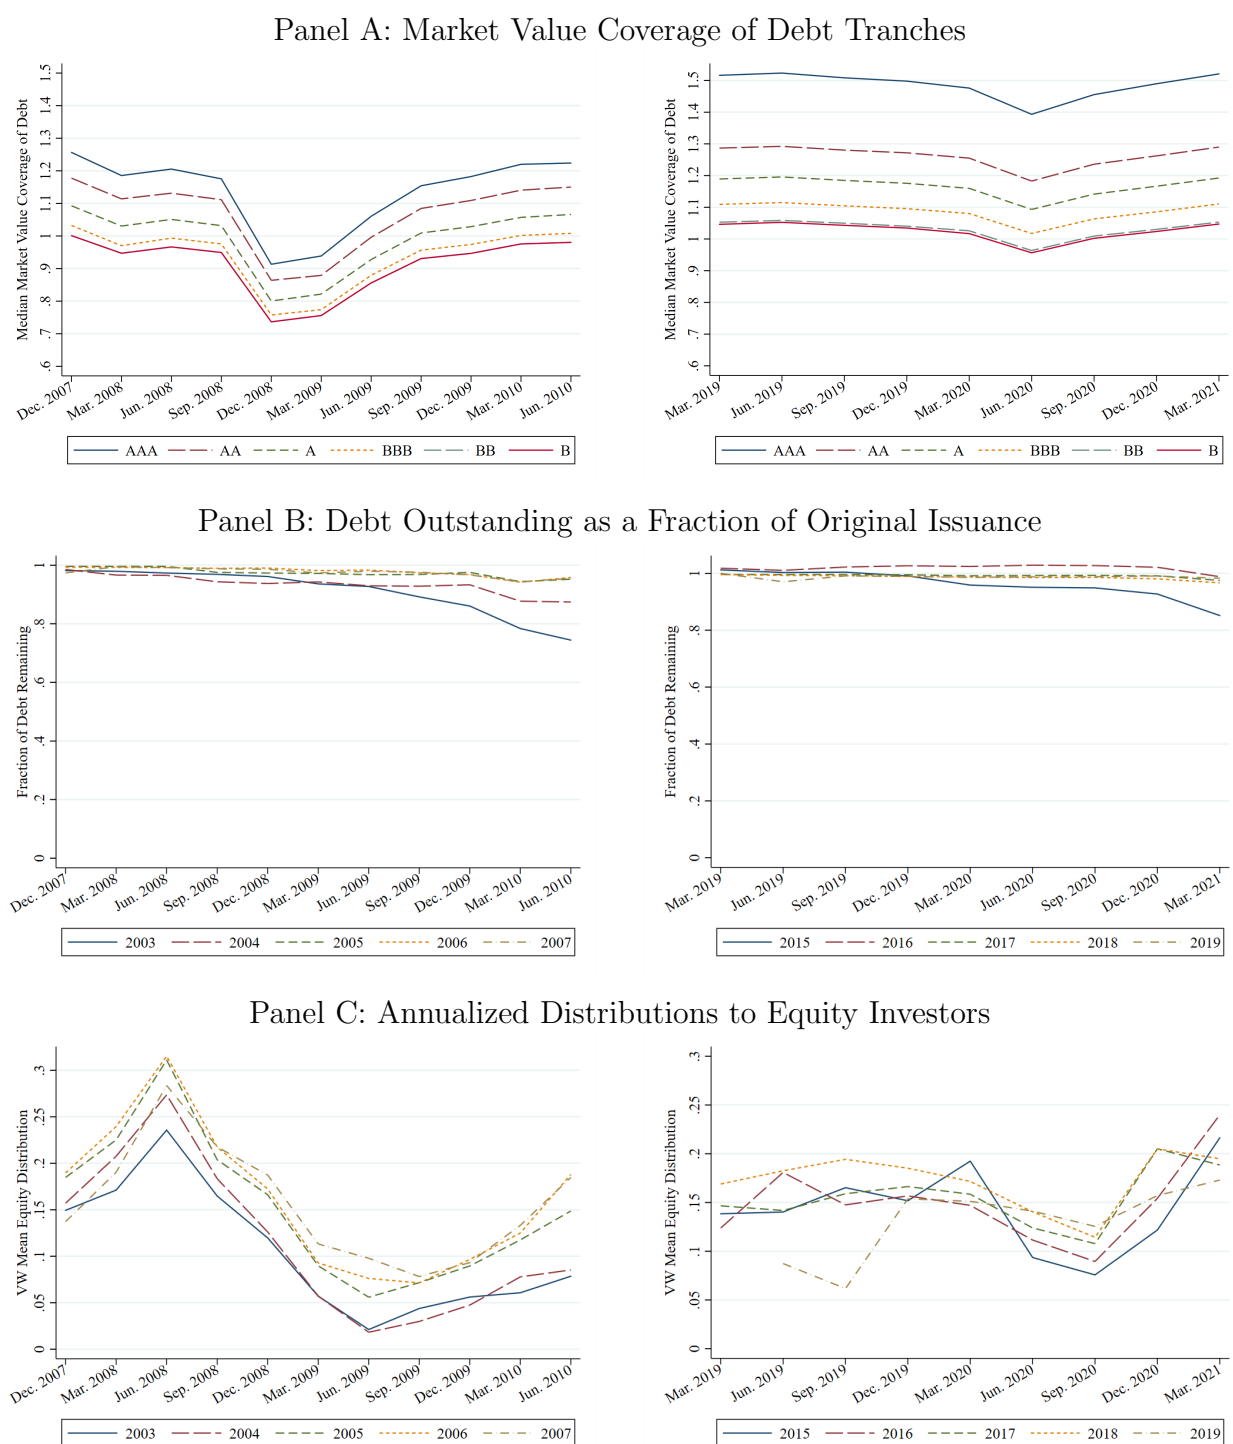 Panel A: Market Value Coverage of Debt Tranches
Median Market Value Coverage of Debt
1.5
1.4
1.3
1.2
1.1
1
.9
.8
.7
.6
Dec. 2007 Mar. 2008 Jun. 2008 Sep. 2008 Dec. 2008 Mar. 2009 Jun. 2009 Sep. 2009 Dec. 2009 Mar. 2010 Jun. 2010
AAA AA A BBB BB B
Median Market Value Coverage of Debt
1.5
1.4
1.3
1.2
1.1
1
.9
.8
.7
.6
Mar. 2019 Jun. 2019 Sep. 2019 Dec. 2019 Mar. 2020 Jun. 2020 Sep. 2020 Dec. 2020 Mar. 2021
AAA AA A BBB BB B
Panel B: Debt Outstanding as a Fraction of Original Issuance
Fraction of Debt Remaining
1
.8
.6
.4
.2
0
Dec. 2007 Mar. 2008 Jun. 2008 Sep. 2008 Dec. 2008 Mar. 2009 Jun. 2009 Sep. 2009 Dec. 2009 Mar. 2010 Jun. 2010
2003 2004 2005 2006 2007
Fraction of Debt Remaining
1
.8
.6
.4
.2
0
Mar. 2019 Jun. 2019 Sep. 2019 Dec. 2019 Mar. 2020 Jun. 2020 Sep. 2020 Dec. 2020 Mar. 2021
2015 2016 2017 2018 2019
Panel C: Annualized Distributions to Equity Investors
VW Mean Equity Distribution
.3
.25
.2
.15
.1
.05
0
Dec. 2007 Mar. 2008 Jun. 2008 Sep. 2008 Dec. 2008 Mar. 2009 Jun. 2009 Sep. 2009 Dec. 2009 Mar. 2010 Jun. 2010
2003 2004 2005 2006 2007
VW Mean Equity Distribution
.3
.25
.2
.15
.1
.05
0
Mar. 2019 Jun. 2019 Sep. 2019 Dec. 2019 Mar. 2020 Jun. 2020 Sep. 2020 Dec. 2020 Mar. 2021
2015 2016 2017 2018 2019